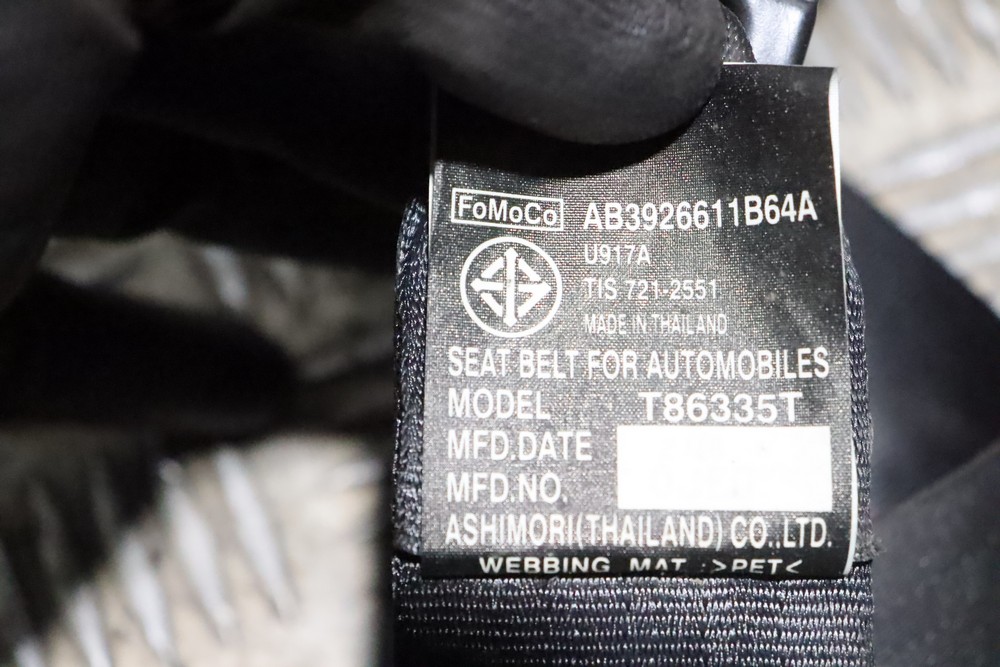 FoMoCo AB3926611B64A
U917A
TIS 721-2551
MADE IN THAILAND
SEAT BELT FOR AUTOMOBILES
MODEL T86335T
MFD.DATE
MFD.NO.
ASHIMORI(THAILAND) CO.,LTD.
WEBBING MAT :>PET<